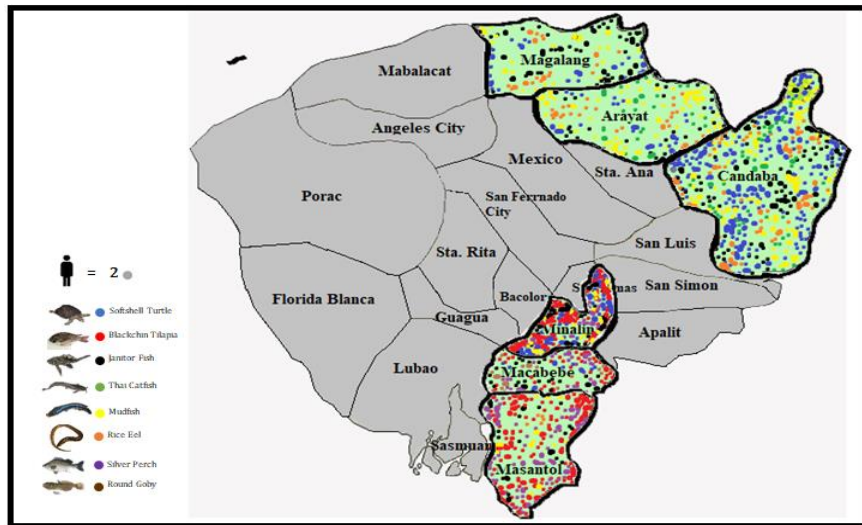 Magalang
Mabalacat
Arayat
Angeles City
Mexico
Sta. Ana
Candaba
Porac
San Ferrnado
City
San Luis
Sta. Rita
San Simon
Florida Blanca
Bacolor
Guagua
Minalin
Apalit
Lubao
Macabebe
Sasmuan
Masantol
= 2
Softshell Turtle
Blackchin Tilapia
Janitor Fish
Thai Catfish
Mudfish
Rice Eel
Silver Perch
Round Goby